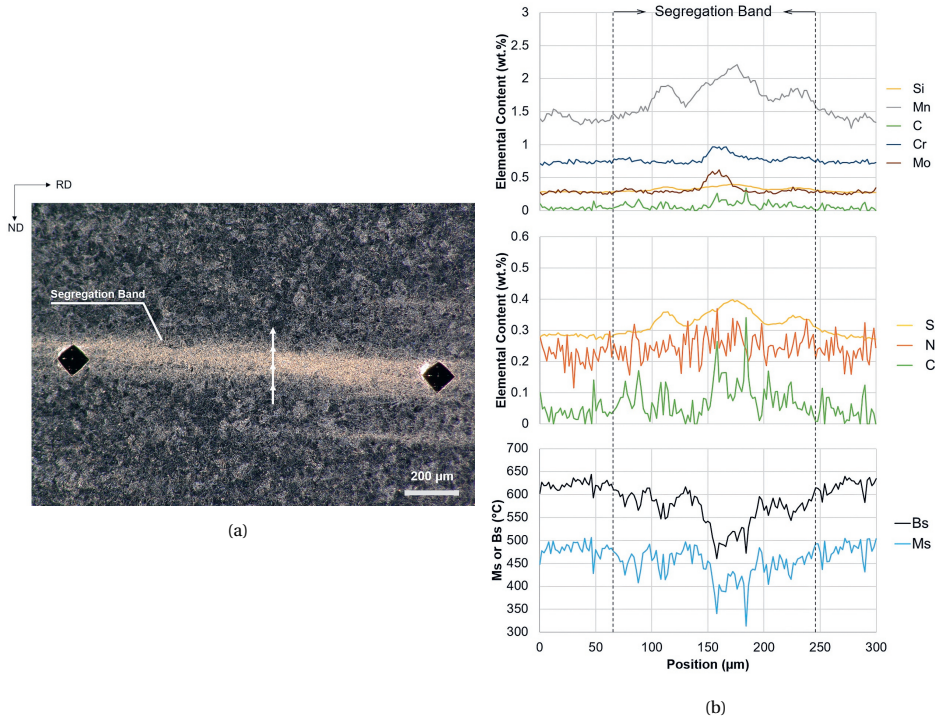 RD
ND
Segregation Band
200 µm
(a)
Segregation Band
3
2.5
2
1.5
1
0.5
0
Elemental Content (wt.%)
Si
Mn
C
Cr
Mo
0.6
0.5
0.4
0.3
0.2
0.1
0
Elemental Content (wt.%)
S
N
C
700
650
600
550
500
450
400
350
300
Ms or Bs (°C)
Bs
Ms
0 50 100 150 200 250 300
Position (µm)
(b)